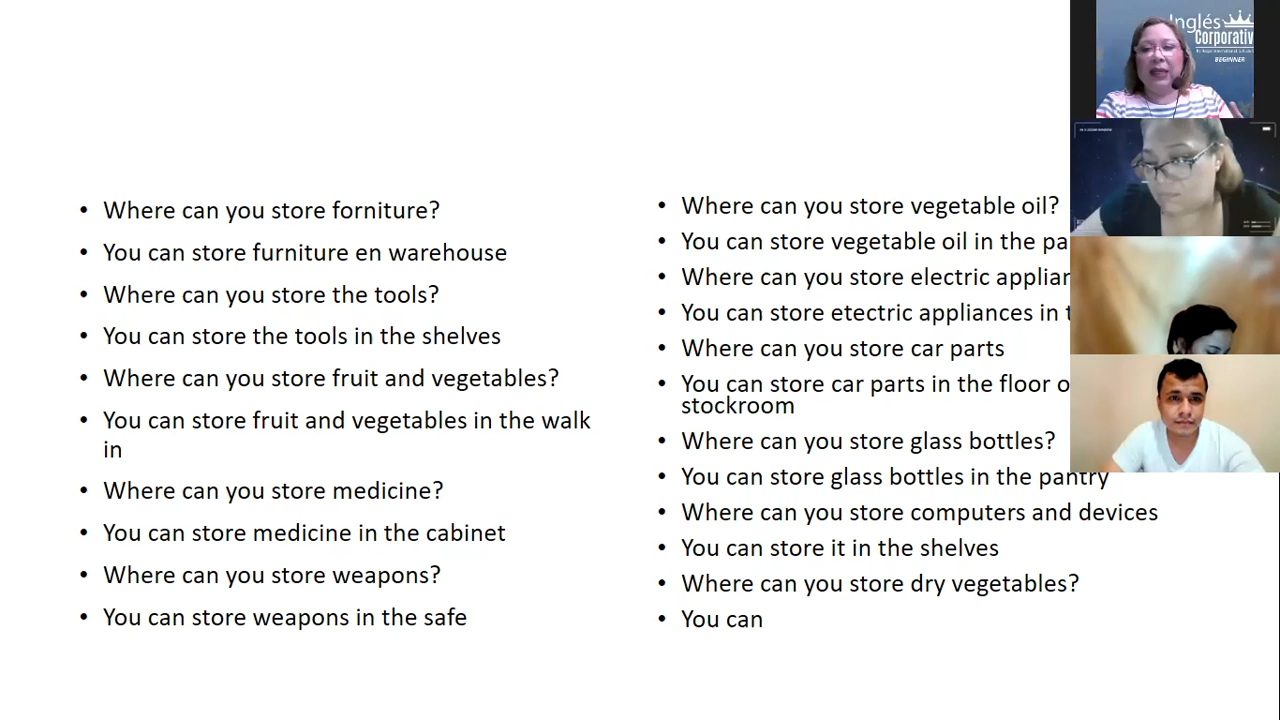 Where can you store forniture?
You can store furniture en warehouse
Where can you store the tools?
You can store the tools in the shelves
Where can you store fruit and vegetables?
You can store fruit and vegetables in the walk
in
Where can you store medicine?
You can store medicine in the cabinet
Where can you store weapons?
You can store weapons in the safe
Where can you store vegetable oil?
You can store vegetable oil in the
Where can you store electric
You can store etectric appliances in
Where can you store car parts
You can store car parts in the floor
stockroom
Where can you store glass bottles?
You can store glass bottles in the pantry
Where can you store computers and devices
You can store it in the shelves
Where can you store dry vegetables?
You can
Inglés
BEGINNER